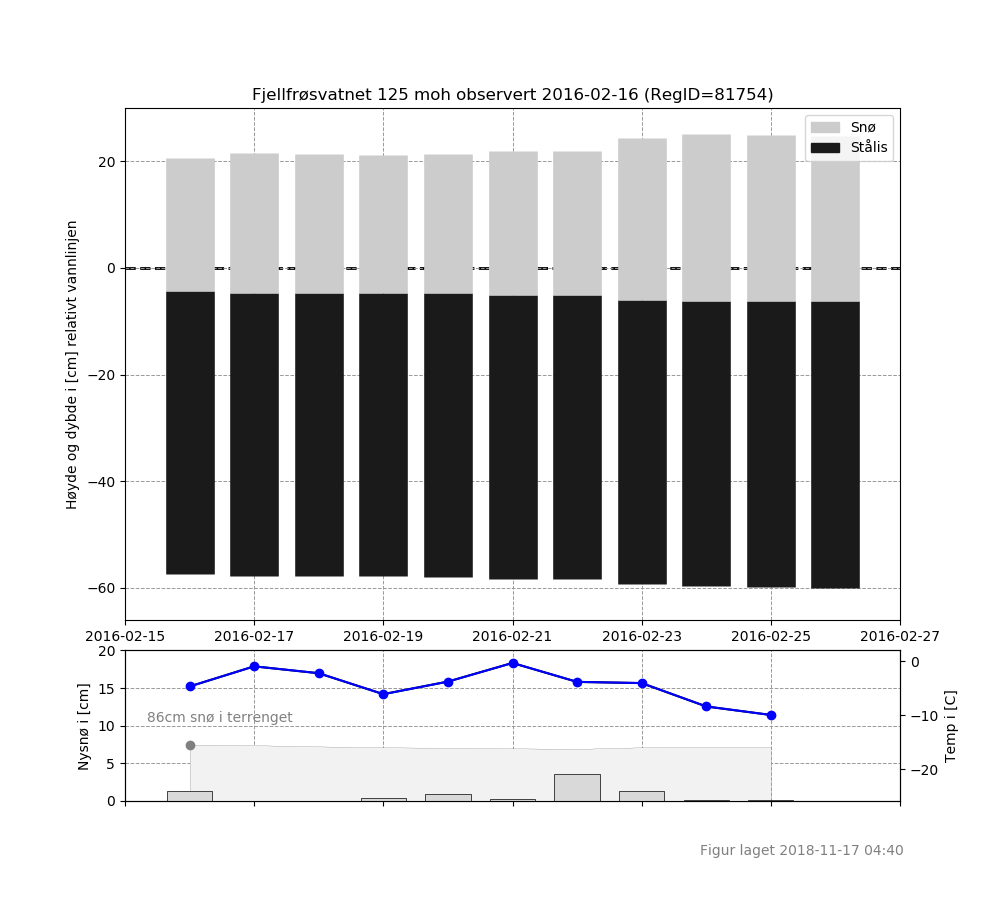 Fjellfrøsvatnet 125 moh observert 2016-02-16 (RegID=81754)
Snø
Stålis
Høyde og dybde i [cm] relativt vannlinjen
20
0
−20
−40
−60
2016-02-15 2016-02-17 2016-02-19 2016-02-21 2016-02-23 2016-02-25 2016-02-27
Nysnø i [cm]
20
15
10
5
0
86cm snø i terrenget
0
−10
−20
Temp i [C]
Figur laget 2018-11-17 04:40